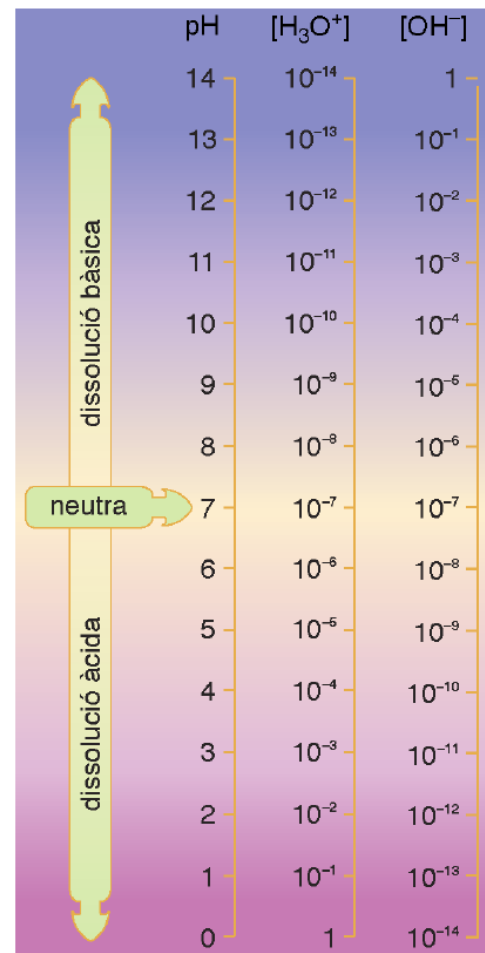 pH [H₃O⁺] [OH⁻]
14 10⁻¹⁴ 1
13 10⁻¹³ 10⁻¹
12 10⁻¹² 10⁻²
11 10⁻¹¹ 10⁻³
10 10⁻¹⁰ 10⁻⁴
9 10⁻⁹ 10⁻⁵
8 10⁻⁸ 10⁻⁶
neutra 7 10⁻⁷ 10⁻⁷
6 10⁻⁶ 10⁻⁸
5 10⁻⁵ 10⁻⁹
4 10⁻⁴ 10⁻¹⁰
3 10⁻³ 10⁻¹¹
2 10⁻² 10⁻¹²
1 10⁻¹ 10⁻¹³
0 1 10⁻¹⁴
dissolució bàsica
dissolució àcida